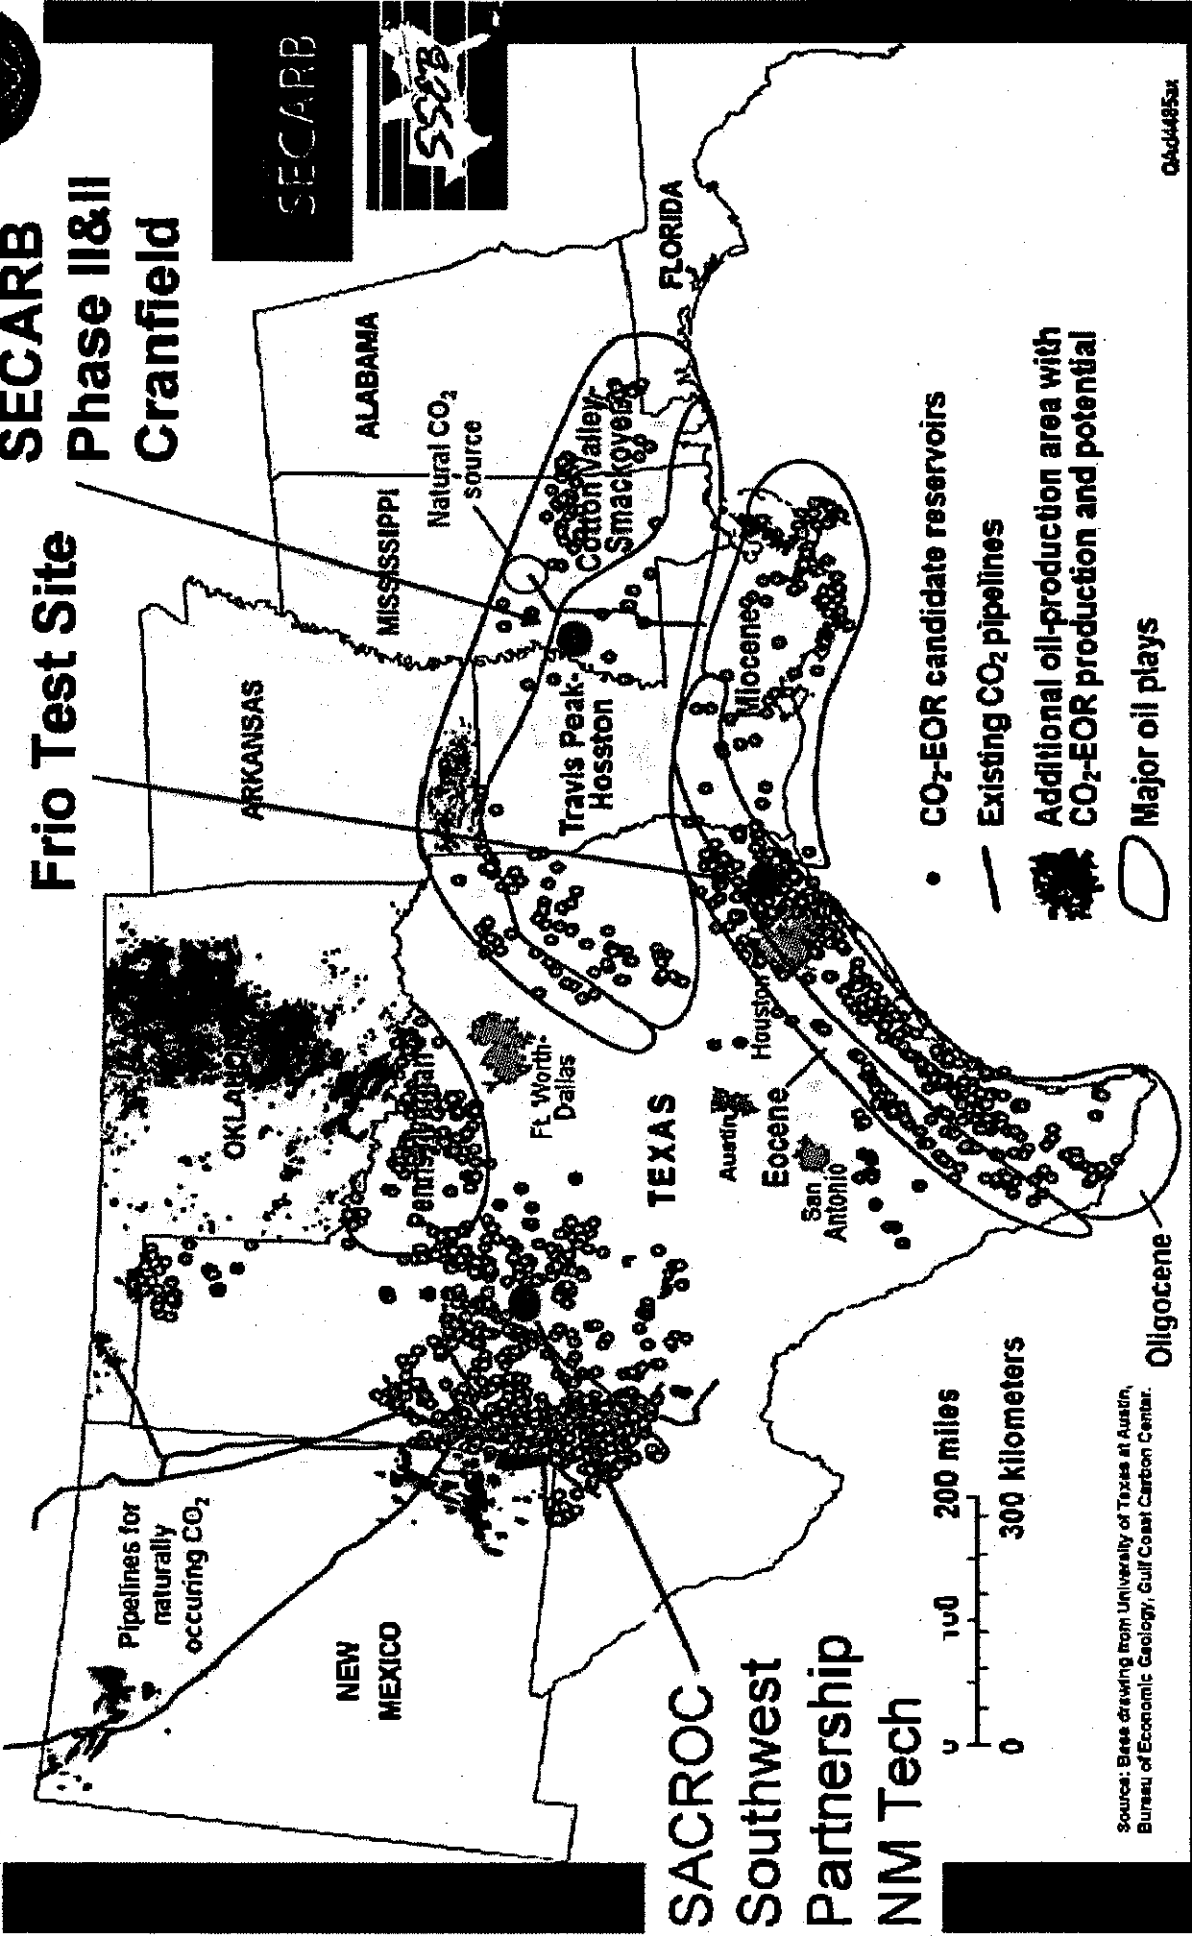 Frio Test Site
SECARB
Phase II&II
Cranfield
SECARB
SSEB
Pipelines for
naturally
occuring CO₂
NEW
MEXICO
OKLAHOMA
ARKANSAS
MISSISSIPPI
ALABAMA
Natural CO₂
source
FLORIDA
Pennsylvanian
Ft. Worth-
Dallas
TEXAS
Travis Peak-
Hosston
Cotton Valley-
Smackover
Austin
Houston
Eocene
San
Antonio
Miocene
Oligocene
SACROC
Southwest
Partnership
NM Tech
0 100 200 miles
0 300 kilometers
CO₂-EOR candidate reservoirs
Existing CO₂ pipelines
Additional oil-production area with
CO₂-EOR production and potential
Major oil plays
Source: Base drawing from University of Texas at Austin,
Bureau of Economic Geology, Gulf Coast Carbon Center.
QAd4485ax